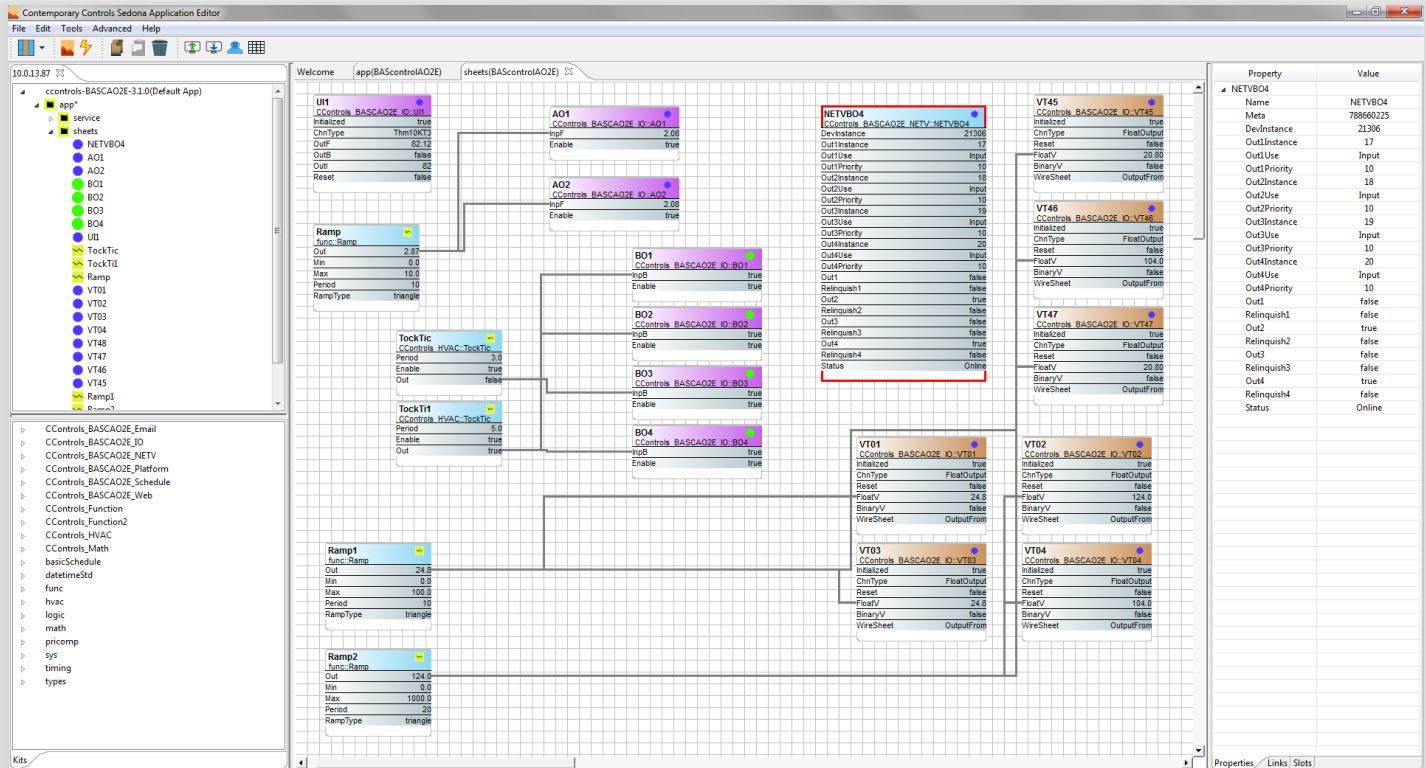 Contemporary Controls Sedona Application Editor
File Edit Tools Advanced Help
10.0.13.87
ccontrols-BASCAO2E-3.1.0(Default App)
app*
service
sheets
NETVBO4
AO1
AO2
BO1
BO2
BO3
BO4
UI1
TockTic
TockTi1
Ramp
VT01
VT02
VT03
VT04
VT48
VT47
VT46
VT45
Ramp1
Ramp2
CControls_BASCAO2E_Email
CControls_BASCAO2E_IO
CControls_BASCAO2E_NETV
CControls_BASCAO2E_Platform
CControls_BASCAO2E_Schedule
CControls_BASCAO2E_Web
CControls_Function
CControls_Function2
CControls_HVAC
CControls_Math
basicSchedule
datetimeStd
func
hvac
logic
math
pricomp
sys
timing
types
Kits
Welcome app(BAScontrolAO2E) sheets(BAScontrolAO2E)
UI1
CControls_BASCAO2E_IO::UI1
Initialized true
ChnType Thm10KT3
OutF 82.12
OutB false
OutI 82
Reset false
Ramp
func::Ramp
Out 2.87
Min 0.0
Max 10.0
Period 10
RampType triangle
TockTic
CControls_HVAC::TockTic
Period 3.0
Enable true
Out false
TockTi1
CControls_HVAC::TockTic
Period 5.0
Enable true
Out true
Ramp1
func::Ramp
Out 24.8
Min 0.0
Max 100.0
Period 10
RampType triangle
Ramp2
func::Ramp
Out 124.0
Min 0.0
Max 1000.0
Period 20
RampType triangle
AO1
CControls_BASCAO2E_IO::AO1
InpF 2.08
Enable true
AO2
CControls_BASCAO2E_IO::AO2
InpF 2.08
Enable true
BO1
CControls_BASCAO2E_IO::BO1
InpB true
Enable true
BO2
CControls_BASCAO2E_IO::BO2
InpB true
Enable true
BO3
CControls_BASCAO2E_IO::BO3
InpB true
Enable true
BO4
CControls_BASCAO2E_IO::BO4
InpB true
Enable true
NETVBO4
CControls_BASCAO2E_NETV::NETVBO4
DevInstance 21306
Out1Instance 17
Out1Use Input
Out1Priority 10
Out2Instance 18
Out2Use Input
Out2Priority 10
Out3Instance 19
Out3Use Input
Out3Priority 10
Out4Instance 20
Out4Use Input
Out4Priority 10
Out1 false
Relinquish1 false
Out2 true
Relinquish2 false
Out3 false
Relinquish3 false
Out4 true
Relinquish4 false
Status Online
VT45
CControls_BASCAO2E_IO::VT45
Initialized true
ChnType FloatOutput
Reset false
FloatV 20.80
BinaryV false
WireSheet OutputFrom
VT46
CControls_BASCAO2E_IO::VT46
Initialized true
ChnType FloatOutput
Reset false
FloatV 104.0
BinaryV false
WireSheet OutputFrom
VT47
CControls_BASCAO2E_IO::VT47
Initialized true
ChnType FloatOutput
Reset false
FloatV 20.80
BinaryV false
WireSheet OutputFrom
VT01
CControls_BASCAO2E_IO::VT01
Initialized true
ChnType FloatOutput
Reset false
FloatV 24.8
BinaryV false
WireSheet OutputFrom
VT02
CControls_BASCAO2E_IO::VT02
Initialized true
ChnType FloatOutput
Reset false
FloatV 124.0
BinaryV false
WireSheet OutputFrom
VT03
CControls_BASCAO2E_IO::VT03
Initialized true
ChnType FloatOutput
Reset false
FloatV 24.8
BinaryV false
WireSheet OutputFrom
VT04
CControls_BASCAO2E_IO::VT04
Initialized true
ChnType FloatOutput
Reset false
FloatV 104.0
BinaryV false
WireSheet OutputFrom
Property Value
NETVBO4
Name NETVBO4
Meta 788660225
DevInstance 21306
Out1Instance 17
Out1Use Input
Out1Priority 10
Out2Instance 18
Out2Use Input
Out2Priority 10
Out3Instance 19
Out3Use Input
Out3Priority 10
Out4Instance 20
Out4Use Input
Out4Priority 10
Out1 false
Relinquish1 false
Out2 true
Relinquish2 false
Out3 false
Relinquish3 false
Out4 true
Relinquish4 false
Status Online
Properties Links Slots